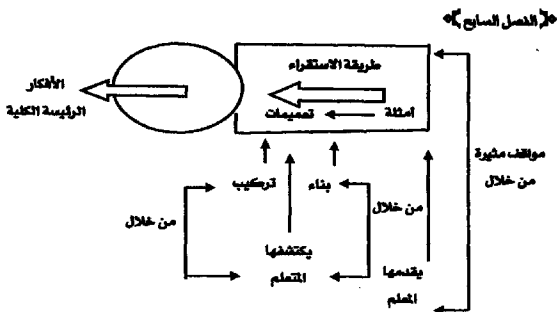 ﴿الفصل السابع﴾
طريقة الاستقراء
أمثلة تعميمات
الأفكار
الرئيسة الكلية
مواقف مثيرة
من خلال
بناء تركيب
من خلال
من خلال
يكتشفها
المتعلم
يقدمها
المعلم